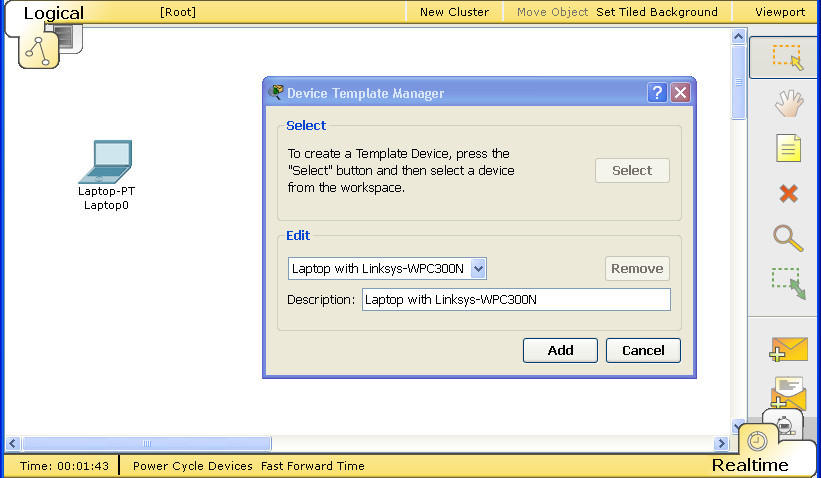 Logical
[Root]
New Cluster
Move Object
Set Tiled Background
Viewport
Laptop-PT
Laptop0
Device Template Manager
?
Select
To create a Template Device, press the
"Select" button and then select a device
from the workspace.
Select
Edit
Laptop with Linksys-WPC300N
Remove
Description:
Laptop with Linksys-WPC300N
Add
Cancel
Time: 00:01:43
Power Cycle Devices
Fast Forward Time
Realtime